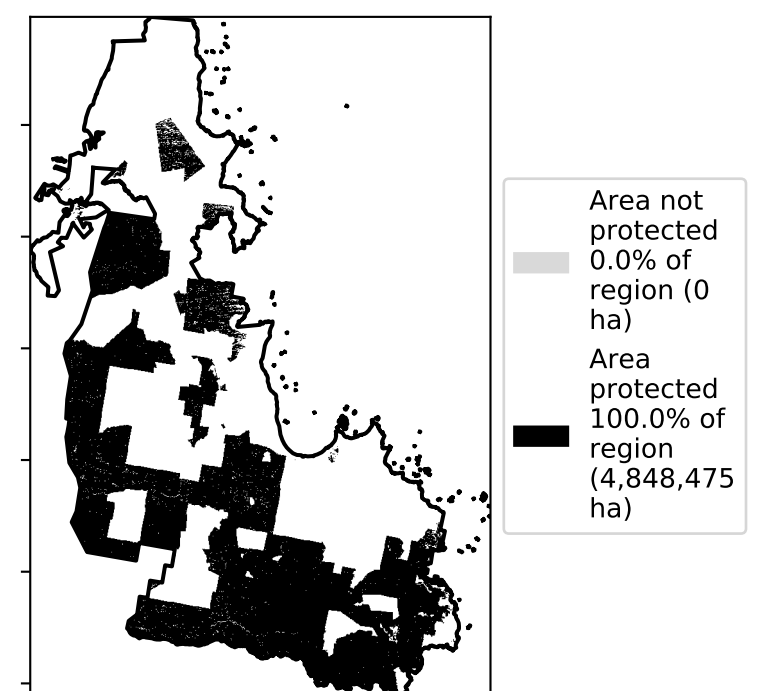 Area not
protected
0.0% of
region (0
ha)
Area
protected
100.0% of
region
(4,848,475
ha)